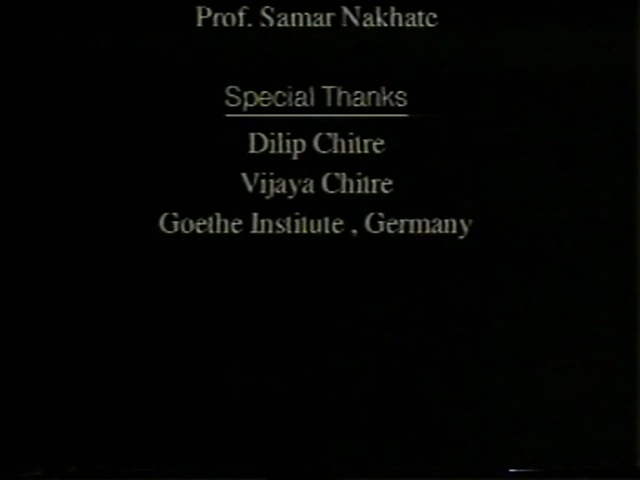 Prof. Samar Nakhate
Special Thanks
Dilip Chitre
Vijaya Chitre
Goethe Institute , Germany